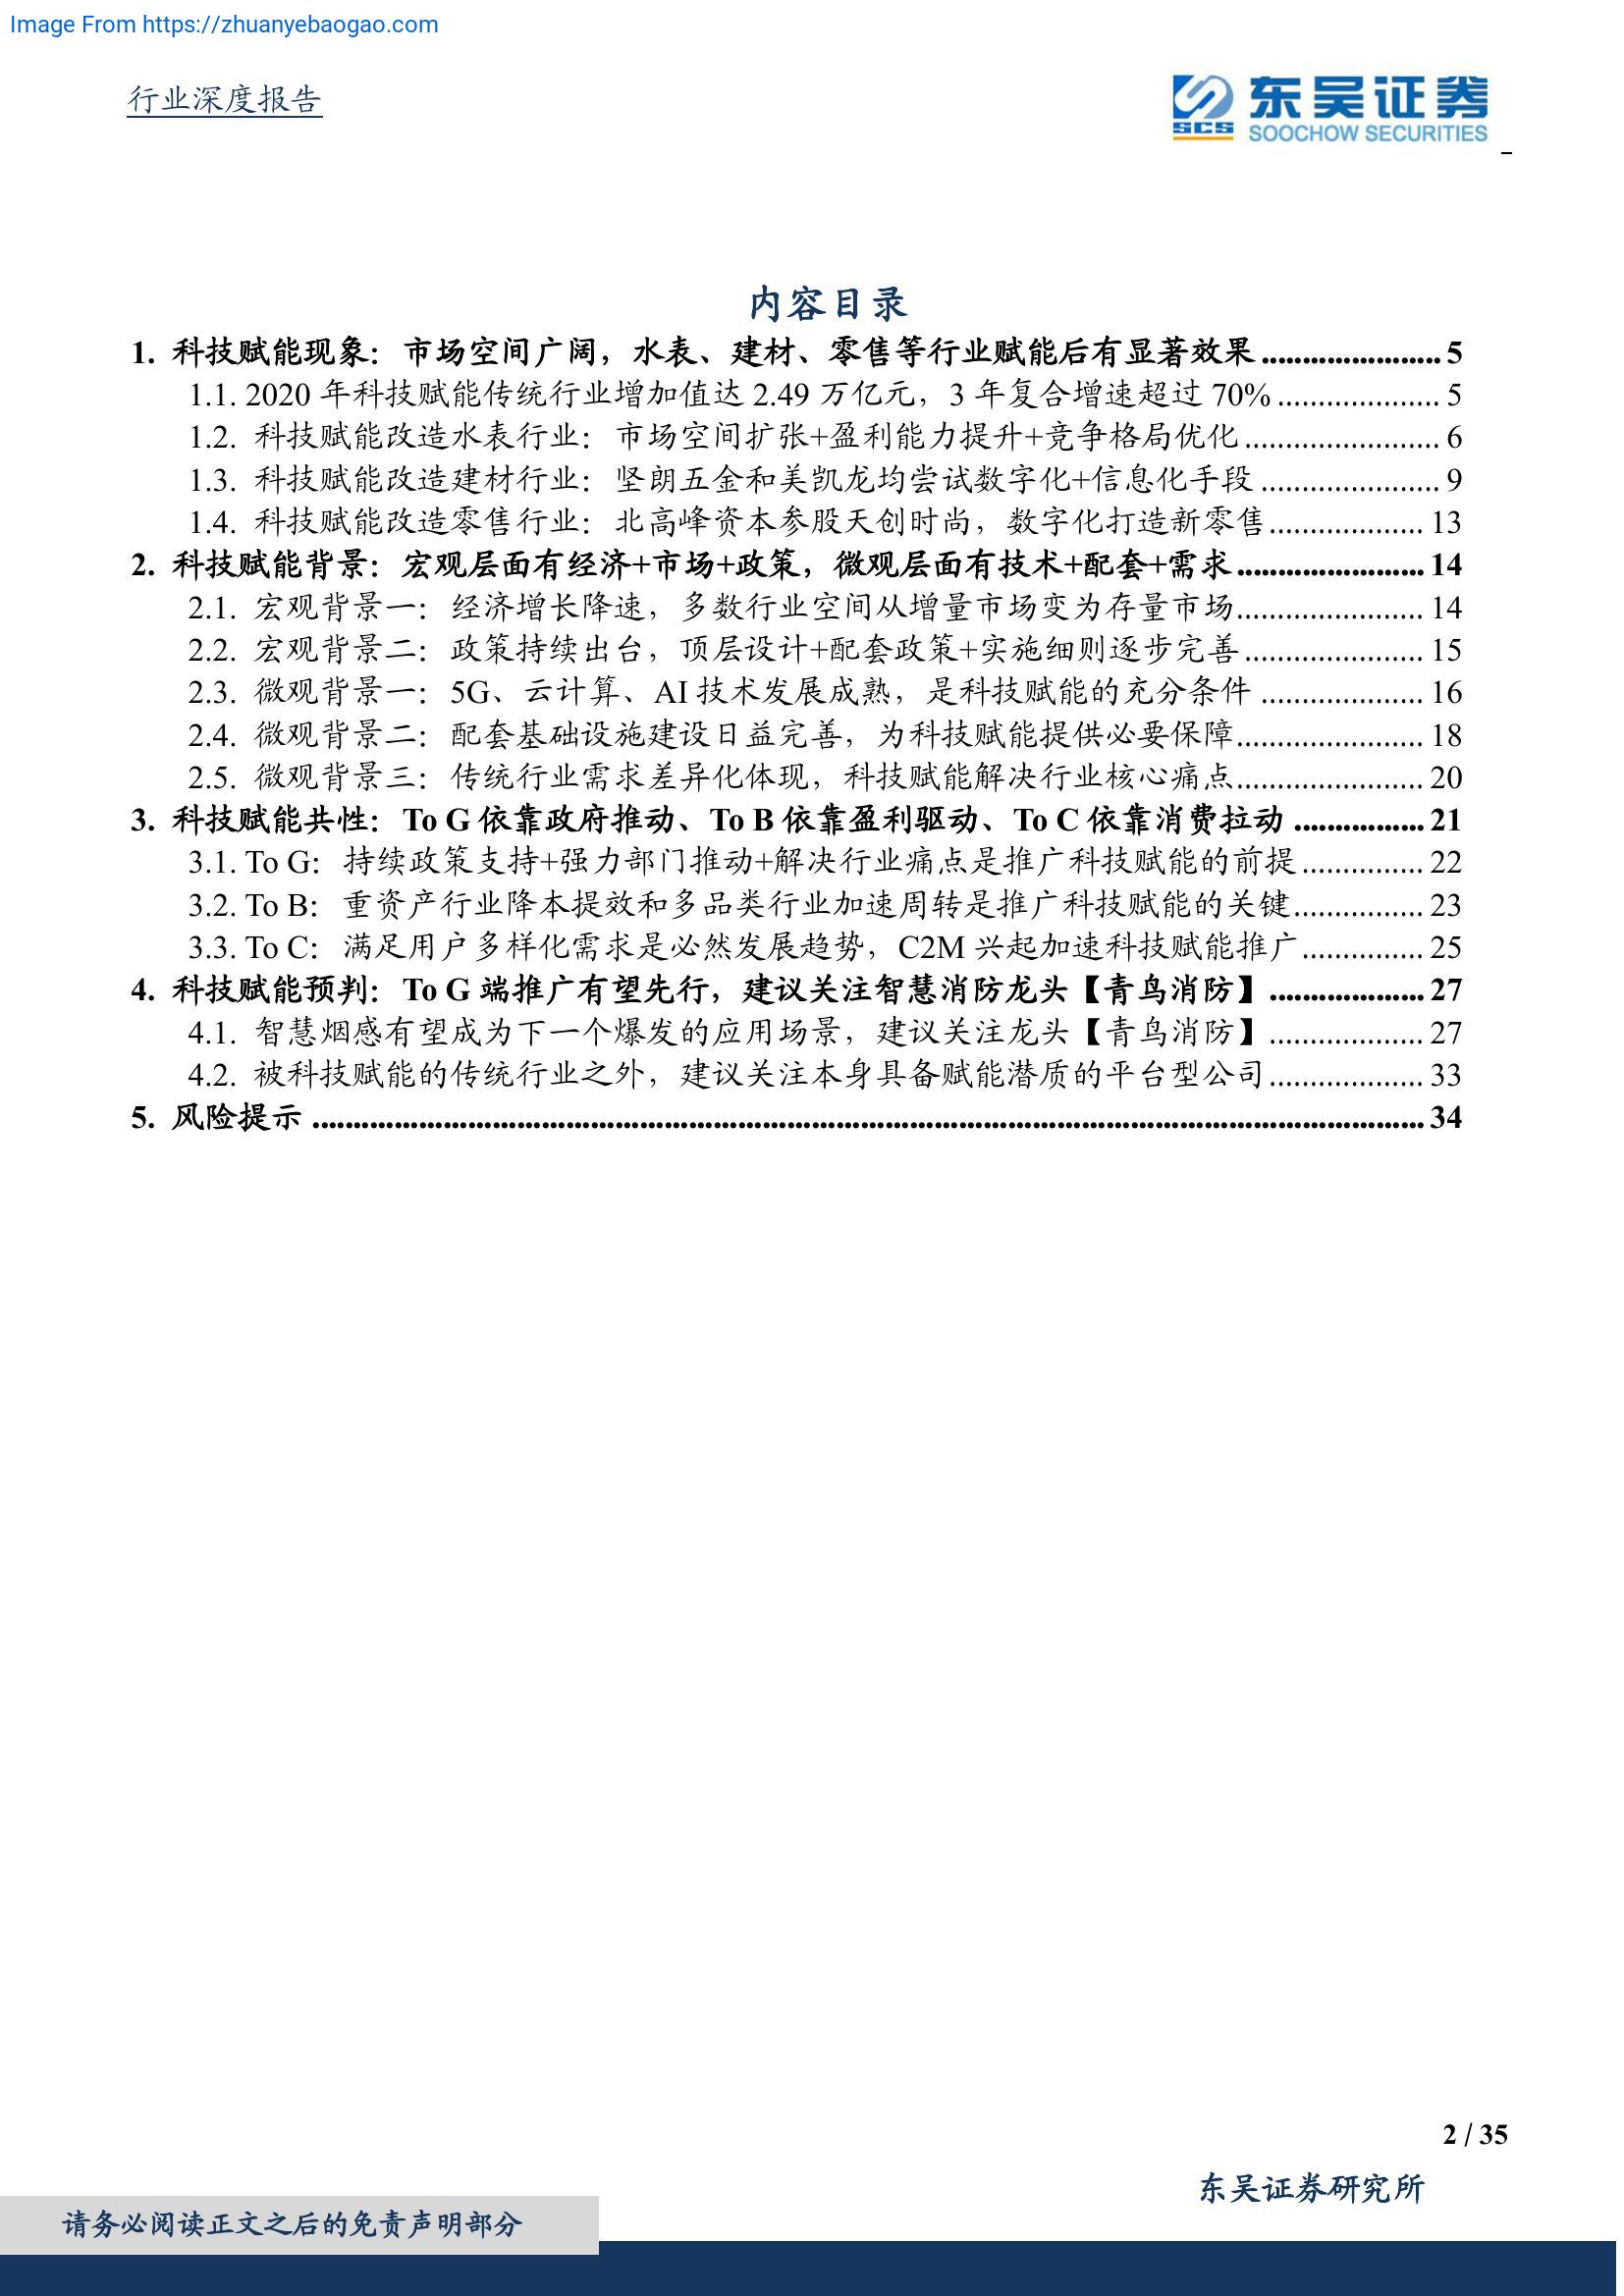 Image From https://zhuanyebaogao.com
行业深度报告
东吴证券
SCS
SOOCHOW SECURITIES
内容目录
1. 科技赋能现象：市场空间广阔，水表、建材、零售等行业赋能后有显著效果 ...................... 5
1.1. 2020 年科技赋能传统行业增加值达 2.49 万亿元，3 年复合增速超过 70% .................... 5
1.2. 科技赋能改造水表行业：市场空间扩张+盈利能力提升+竞争格局优化 ........................ 6
1.3. 科技赋能改造建材行业：坚朗五金和美凯龙均尝试数字化+信息化手段 ...................... 9
1.4. 科技赋能改造零售行业：北高峰资本参股天创时尚，数字化打造新零售 ................... 13
2. 科技赋能背景：宏观层面有经济+市场+政策，微观层面有技术+配套+需求 ....................... 14
2.1. 宏观背景一：经济增长降速，多数行业空间从增量市场变为存量市场 ....................... 14
2.2. 宏观背景二：政策持续出台，顶层设计+配套政策+实施细则逐步完善 ...................... 15
2.3. 微观背景一：5G、云计算、AI 技术发展成熟，是科技赋能的充分条件 .................... 16
2.4. 微观背景二：配套基础设施建设日益完善，为科技赋能提供必要保障 ....................... 18
2.5. 微观背景三：传统行业需求差异化体现，科技赋能解决行业核心痛点 ....................... 20
3. 科技赋能共性：To G 依靠政府推动、To B 依靠盈利驱动、To C 依靠消费拉动 ................ 21
3.1. To G：持续政策支持+强力部门推动+解决行业痛点是推广科技赋能的前提 ............... 22
3.2. To B：重资产行业降本提效和多品类行业加速周转是推广科技赋能的关键 ................ 23
3.3. To C：满足用户多样化需求是必然发展趋势，C2M 兴起加速科技赋能推广 ............... 25
4. 科技赋能预判：To G 端推广有望先行，建议关注智慧消防龙头【青鸟消防】 ................... 27
4.1. 智慧烟感有望成为下一个爆发的应用场景，建议关注龙头【青鸟消防】 ................... 27
4.2. 被科技赋能的传统行业之外，建议关注本身具备赋能潜质的平台型公司 ................... 33
5. 风险提示 ........................................................................................................................................ 34
2 / 35
东吴证券研究所
请务必阅读正文之后的免责声明部分